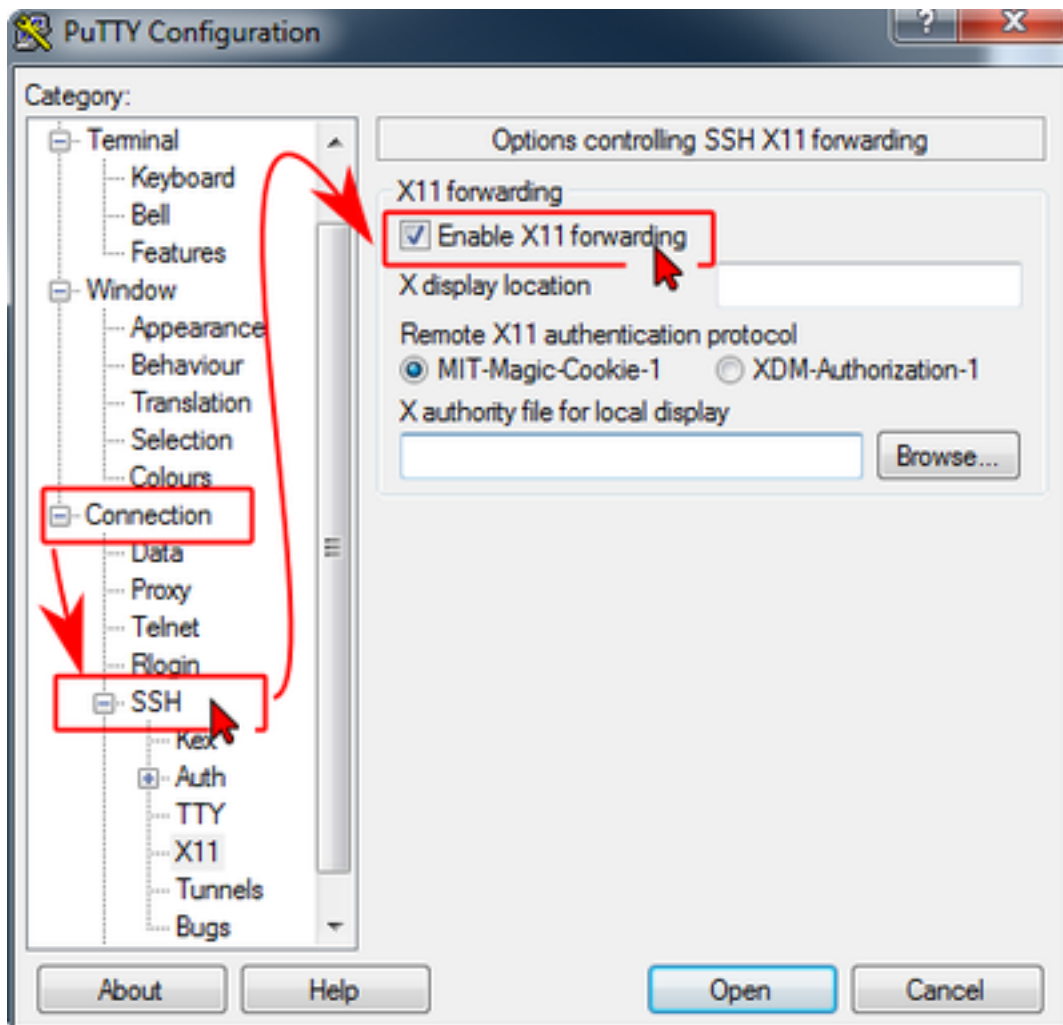 PuTTY Configuration
?
X
Category:
Terminal
Keyboard
Bell
Features
Window
Appearance
Behaviour
Translation
Selection
Colours
Connection
Data
Proxy
Telnet
Rlogin
SSH
Kex
Auth
TTY
X11
Tunnels
Bugs
Options controlling SSH X11 forwarding
X11 forwarding
Enable X11 forwarding
X display location
Remote X11 authentication protocol
MIT-Magic-Cookie-1 XDM-Authorization-1
X authority file for local display
Browse...
About Help Open Cancel